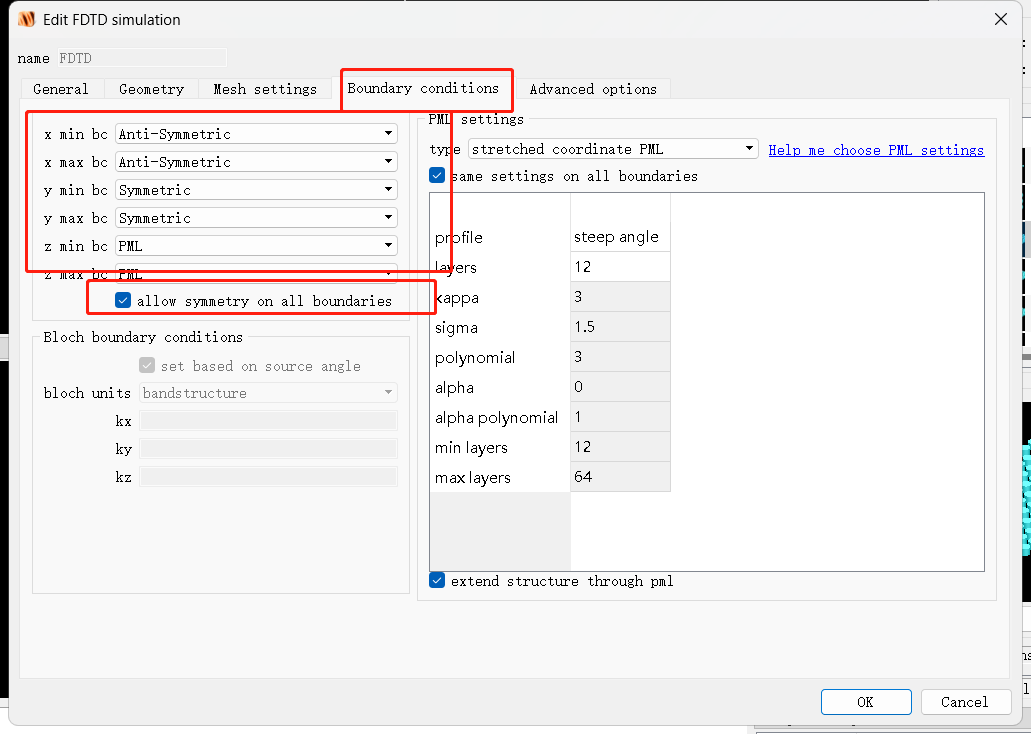 Edit FDTD simulation
name FDTD
General Geometry Mesh settings Boundary conditions Advanced options
x min bc Anti-Symmetric
x max bc Anti-Symmetric
y min bc Symmetric
y max bc Symmetric
z min bc PML
z max bc PML
allow symmetry on all boundaries
Bloch boundary conditions
set based on source angle
bloch units bandstructure
kx
ky
kz
PML settings
type stretched coordinate PML Help me choose PML settings
same settings on all boundaries
profile steep angle
layers 12
kappa 3
sigma 1.5
polynomial 3
alpha 0
alpha polynomial 1
min layers 12
max layers 64
extend structure through pml
OK Cancel